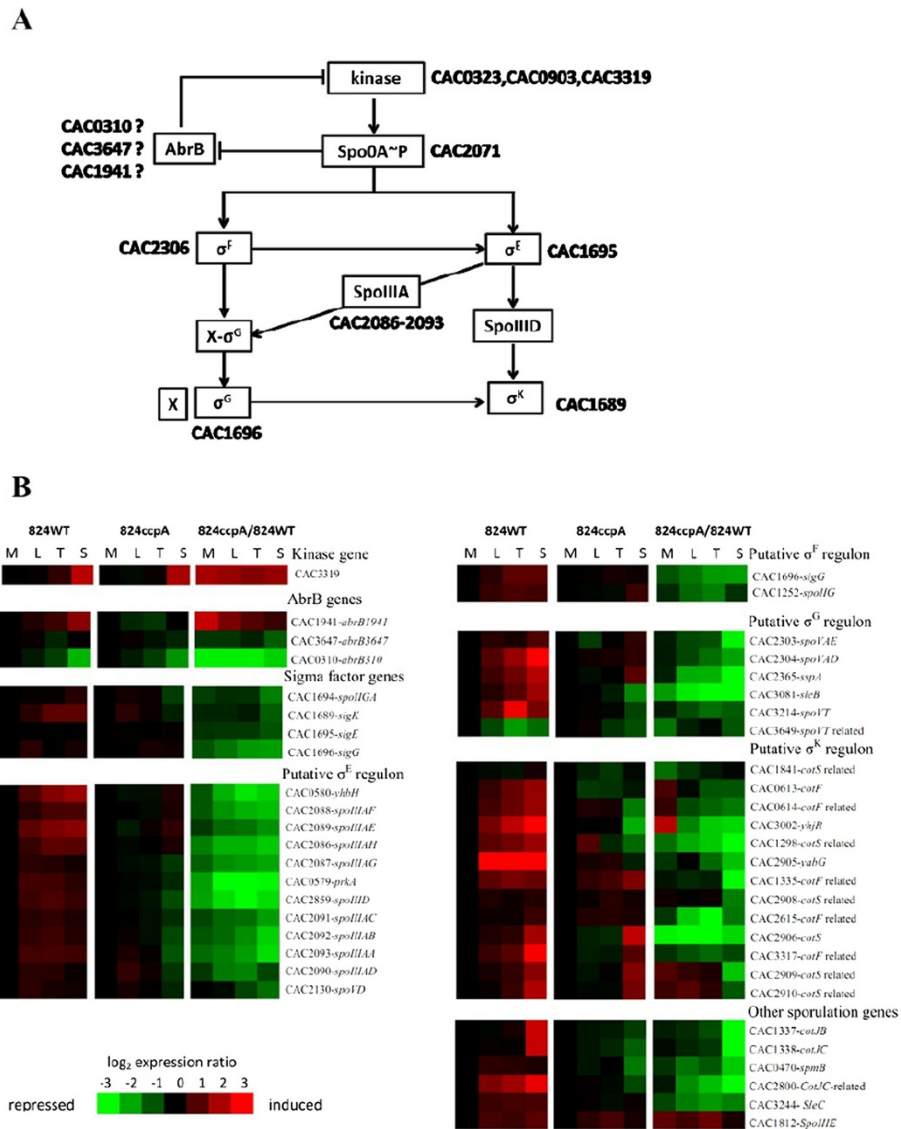 A
kinase
CAC0323,CAC0903,CAC3319
CAC0310 ?
CAC3647 ?
CAC1941 ?
AbrB
Spo0A~P
CAC2071
CAC2306
σF
σE
CAC1695
SpoIIIA
CAC2086-2093
X-σG
SpoIIID
X
σG
σK
CAC1689
CAC1696
B
824WT 824ccpA 824ccpA/824WT
M L T S M L T S M L T S
Kinase gene
CAC3319
AbrB genes
CAC1941-abrB1941
CAC3647-abrB3647
CAC0310-abrB310
Sigma factor genes
CAC1694-spoIIGA
CAC1689-sigK
CAC1695-sigE
CAC1696-sigG
Putative σE regulon
CAC0580-yhbH
CAC2088-spoIIIAF
CAC2089-spoIIIAE
CAC2086-spoIIIAH
CAC2087-spoIIIAG
CAC0579-prkA
CAC2859-spoIIID
CAC2091-spoIIIAC
CAC2092-spoIIIAB
CAC2093-spoIIIAA
CAC2090-spoIIIAD
CAC2130-spoVD
log2 expression ratio
-3 -2 -1 0 1 2 3
repressed induced
824WT 824ccpA 824ccpA/824WT
M L T S M L T S M L T S
Putative σF regulon
CAC1696-sigG
CAC1252-spoIIG
Putative σG regulon
CAC2303-spoVAE
CAC2304-spoVAD
CAC2365-sspA
CAC3081-sleB
CAC3214-spoVT
CAC3649-spoVT related
Putative σK regulon
CAC1841-cotS related
CAC0613-cotF
CAC0614-cotF related
CAC3002-yhjR
CAC1298-cotS related
CAC2905-yabG
CAC1335-cotF related
CAC2908-cotS related
CAC2615-cotF related
CAC2906-cotS
CAC3317-cotF related
CAC2909-cotS related
CAC2910-cotS related
Other sporulation genes
CAC1337-cotJB
CAC1338-cotJC
CAC0470-spmB
CAC2800-CotJC-related
CAC3244- SleC
CAC1812-SpoIIIE